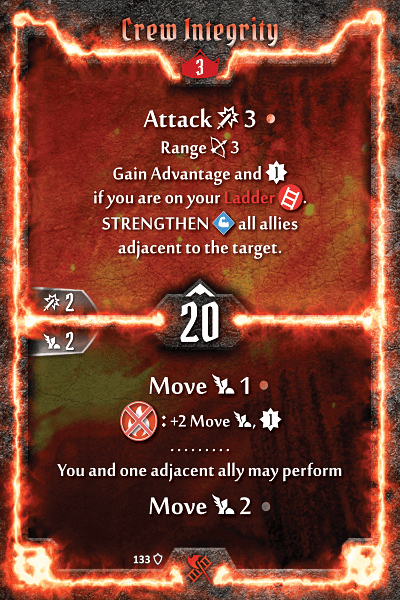 Crew Integrity
3
Attack 3
Range 3
Gain Advantage and 1
if you are on your Ladder .
STRENGTHEN all allies
adjacent to the target.
2
20
2
Move 1
: +2 Move , 1
.........
You and one adjacent ally may perform
Move 2
133